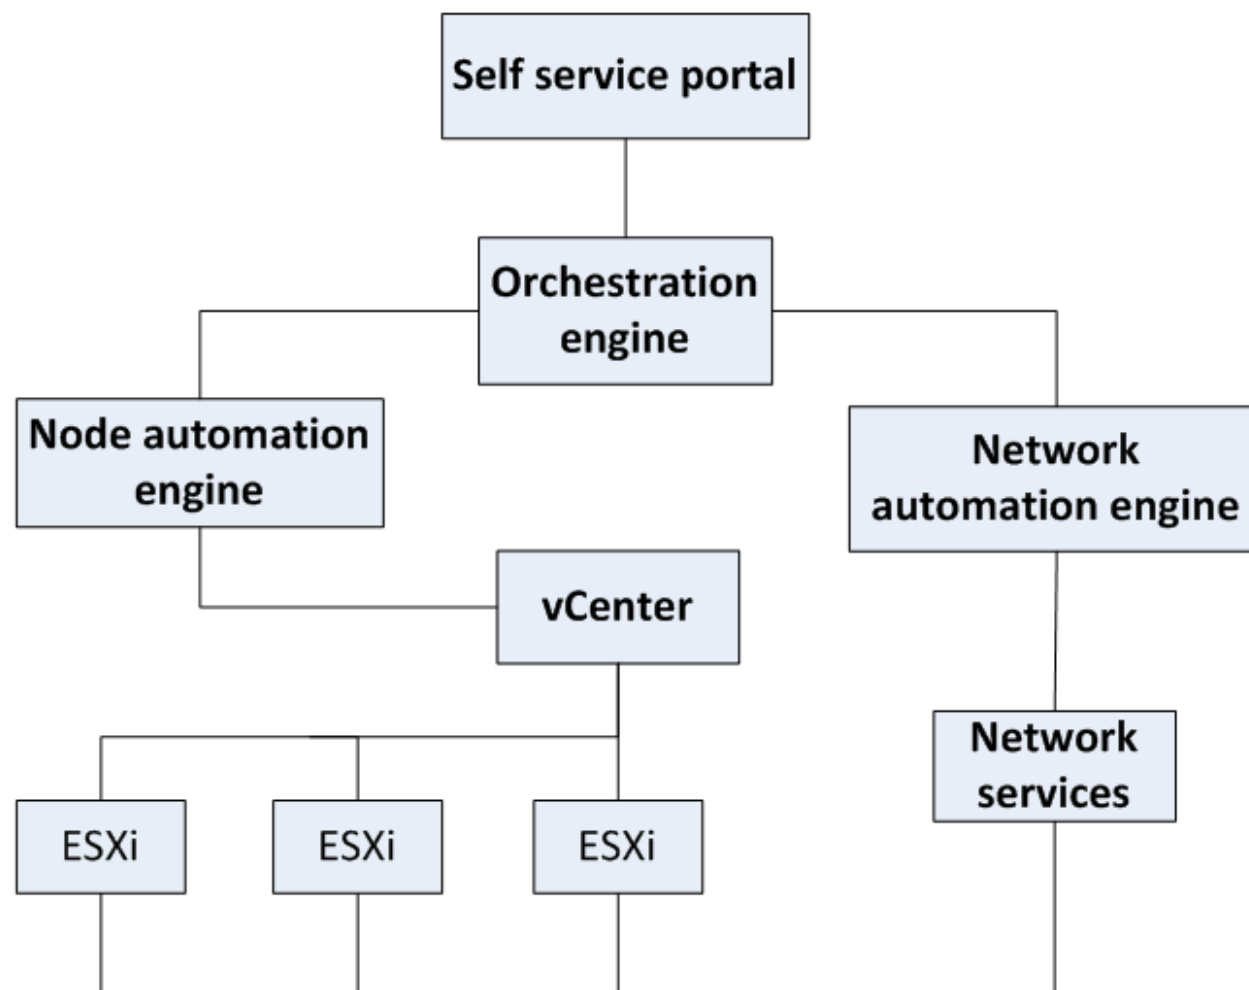 Self service portal
Orchestration
engine
Node automation
engine
Network
automation engine
vCenter
Network
services
ESXi
ESXi
ESXi